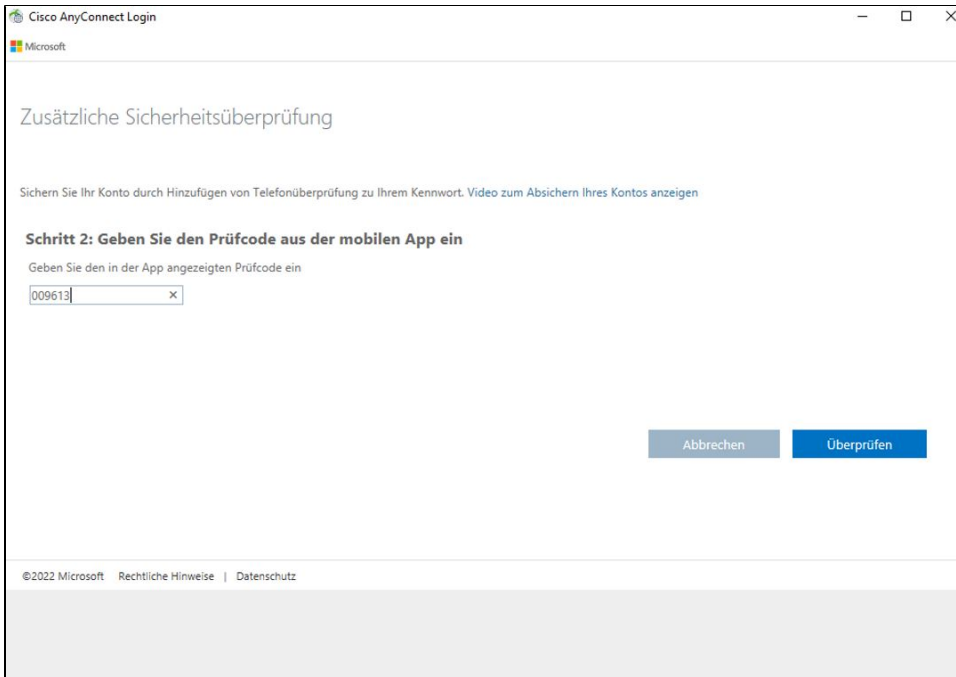 Cisco AnyConnect Login
Microsoft
Zusätzliche Sicherheitsüberprüfung
Sichern Sie Ihr Konto durch Hinzufügen von Telefonüberprüfung zu Ihrem Kennwort. Video zum Absichern Ihres Kontos anzeigen
Schritt 2: Geben Sie den Prüfcode aus der mobilen App ein
Geben Sie den in der App angezeigten Prüfcode ein
009613
Abbrechen Überprüfen
©2022 Microsoft Rechtliche Hinweise | Datenschutz